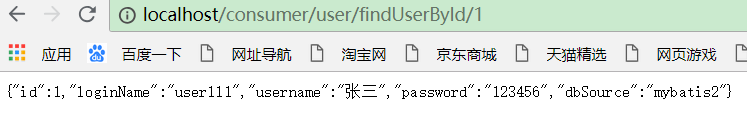 localhost/consumer/user/findUserById/1
应用 百度一下 网址导航 淘宝网 京东商城 天猫精选 网页游戏
{"id":1,"loginName":"user111","username":"张三","password":"123456","dbSource":"mybatis2"}